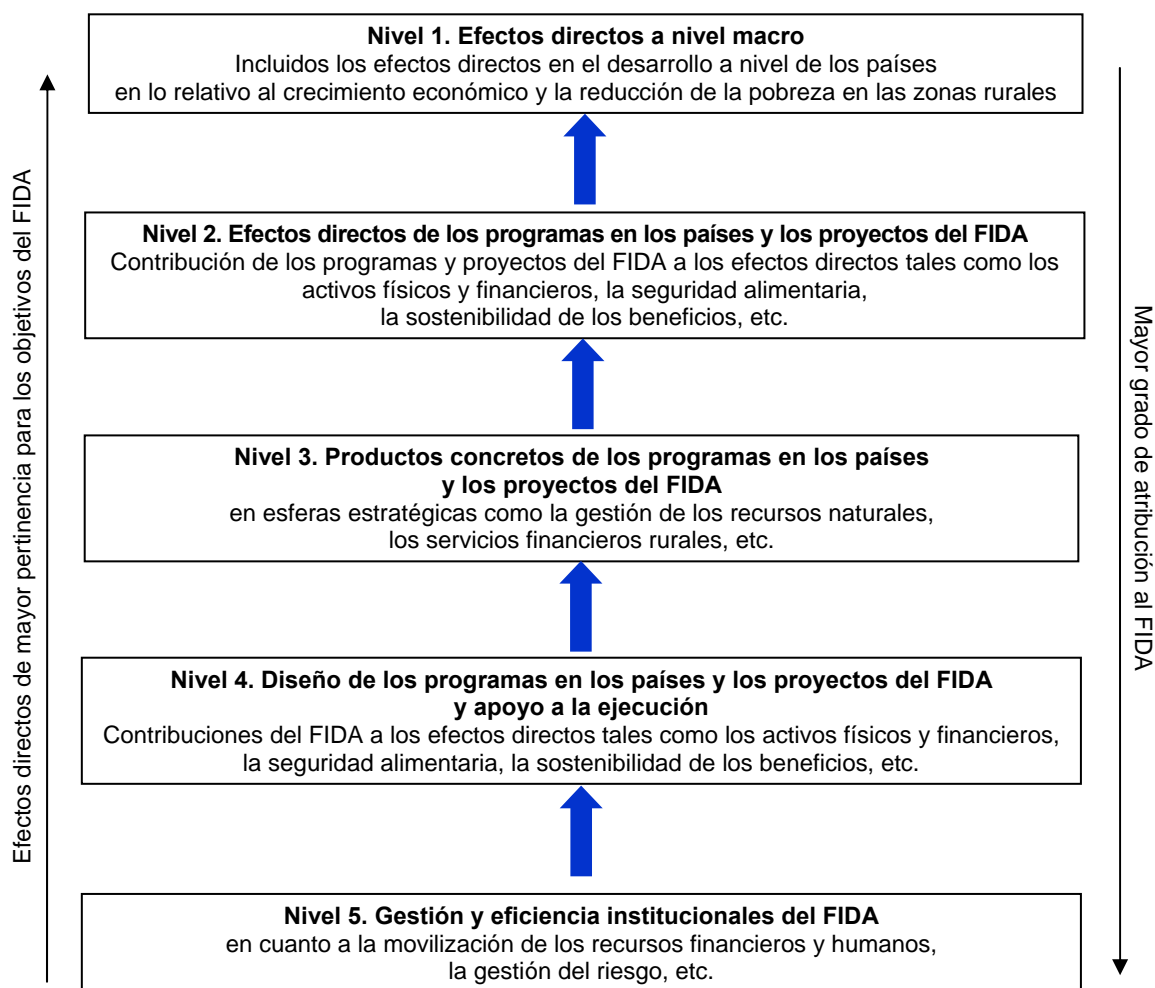 Nivel 1. Efectos directos a nivel macro
Incluidos los efectos directos en el desarrollo a nivel de los países
en lo relativo al crecimiento económico y la reducción de la pobreza en las zonas rurales
Nivel 2. Efectos directos de los programas en los países y los proyectos del FIDA
Contribución de los programas y proyectos del FIDA a los efectos directos tales como los
activos físicos y financieros, la seguridad alimentaria,
la sostenibilidad de los beneficios, etc.
Nivel 3. Productos concretos de los programas en los países
y los proyectos del FIDA
en esferas estratégicas como la gestión de los recursos naturales,
los servicios financieros rurales, etc.
Nivel 4. Diseño de los programas en los países y los proyectos del FIDA
y apoyo a la ejecución
Contribuciones del FIDA a los efectos directos tales como los activos físicos y financieros,
la seguridad alimentaria, la sostenibilidad de los beneficios, etc.
Nivel 5. Gestión y eficiencia institucionales del FIDA
en cuanto a la movilización de los recursos financieros y humanos,
la gestión del riesgo, etc.
Efectos directos de mayor pertinencia para los objetivos del FIDA
Mayor grado de atribución al FIDA